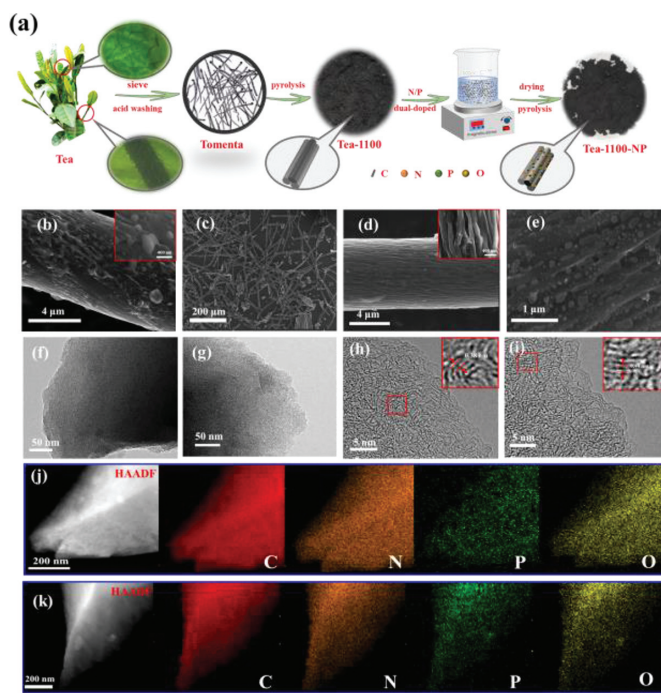 (a)
sieve
acid washing
pyrolysis
N/P
dual-doped
drying
pyrolysis
Tea
Tomenta
Tea-1100
Tea-1100-NP
C N P O
(b) (c) (d) (e)
4 μm 200 μm 4 μm 1 μm
(f) (g) (h) (i)
50 nm 50 nm 5 nm 5 nm
(j) HAADF
200 nm C N P O
(k) HAADF
200 nm C N P O